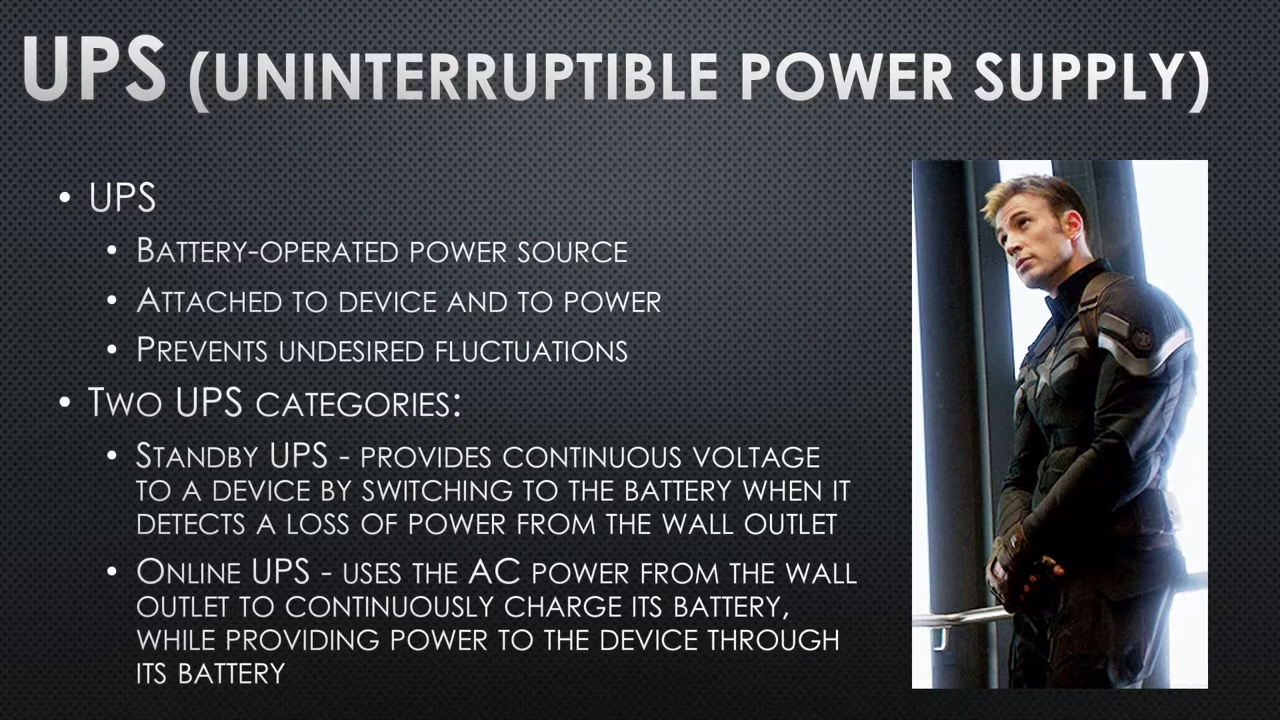 UPS (UNINTERRUPTIBLE POWER SUPPLY)
• UPS
• BATTERY-OPERATED POWER SOURCE
• ATTACHED TO DEVICE AND TO POWER
• PREVENTS UNDESIRED FLUCTUATIONS
• TWO UPS CATEGORIES:
• STANDBY UPS - PROVIDES CONTINUOUS VOLTAGE
TO A DEVICE BY SWITCHING TO THE BATTERY WHEN IT
DETECTS A LOSS OF POWER FROM THE WALL OUTLET
• ONLINE UPS - USES THE AC POWER FROM THE WALL
OUTLET TO CONTINUOUSLY CHARGE ITS BATTERY,
WHILE PROVIDING POWER TO THE DEVICE THROUGH
ITS BATTERY